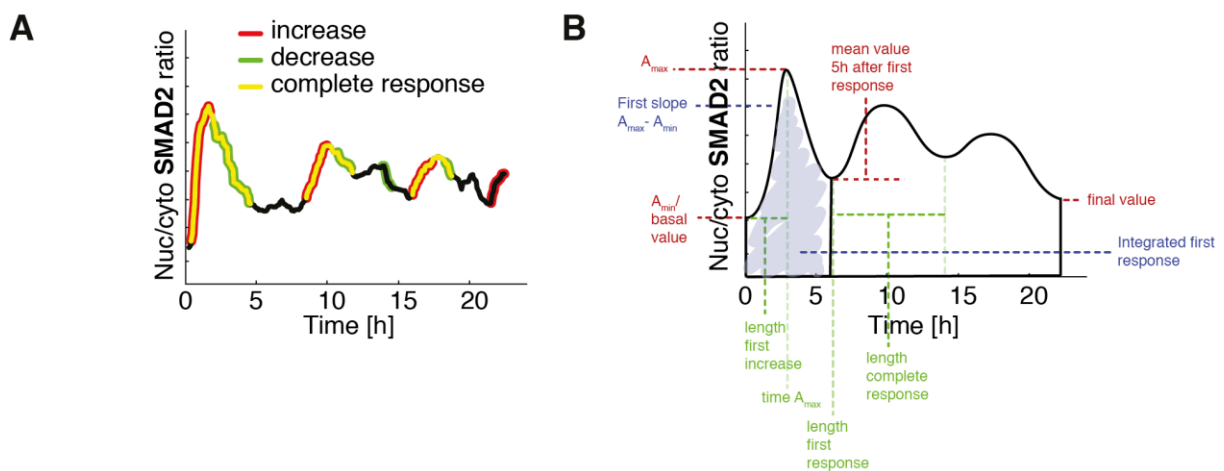 A
Nuc/cyto SMAD2 ratio
increase
decrease
complete response
0
5
10
15
20
Time [h]
B
Nuc/cyto SMAD2 ratio
Amax
First slope
Amax- Amin
Amin/
basal
value
mean value
5h after first
response
final value
Integrated first
response
0
5
10
15
20
Time [h]
length
first
increase
time Amax
length
first
response
length
complete
response